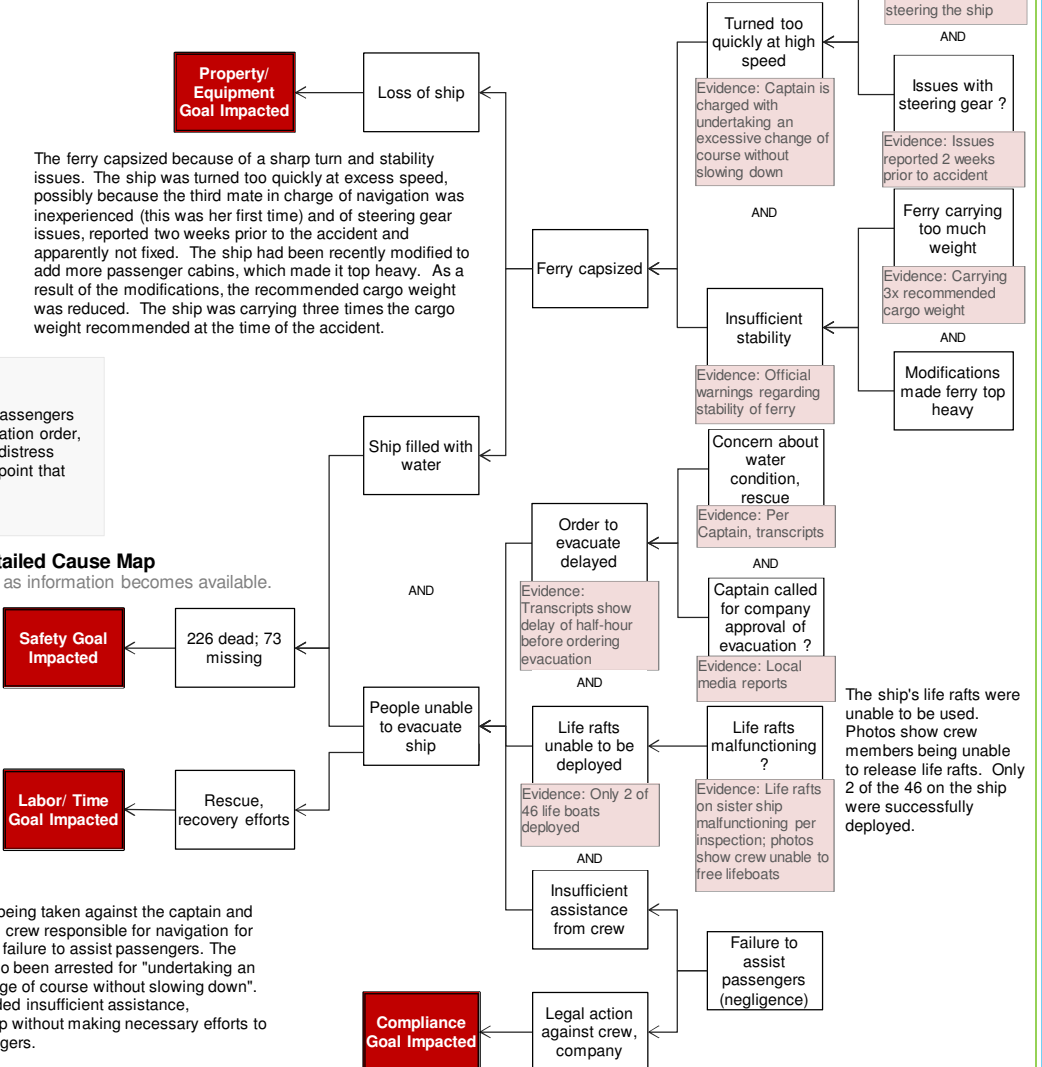 steering the ship
AND
Turned too
quickly at high
speed
Evidence: Captain is
charged with
undertaking an
excessive change of
course without
slowing down
Issues with
steering gear ?
Evidence: Issues
reported 2 weeks
prior to accident
Property/
Equipment
Goal Impacted
Loss of ship
The ferry capsized because of a sharp turn and stability
issues. The ship was turned too quickly at excess speed,
possibly because the third mate in charge of navigation was
inexperienced (this was her first time) and of steering gear
issues, reported two weeks prior to the accident and
apparently not fixed. The ship had been recently modified to
add more passenger cabins, which made it top heavy. As a
result of the modifications, the recommended cargo weight
was reduced. The ship was carrying three times the cargo
weight recommended at the time of the accident.
AND
Ferry carrying
too much
weight
Evidence: Carrying
3x recommended
cargo weight
AND
Ferry capsized
Insufficient
stability
Evidence: Official
warnings regarding
stability of ferry
Modifications
made ferry top
heavy
assengers
ation order,
distress
point that
Ship filled with
water
Concern about
water
condition,
rescue
Evidence: Per
Captain, transcripts
AND
Order to
evacuate
delayed
Evidence:
Transcripts show
delay of half-hour
before ordering
evacuation
AND
Captain called
for company
approval of
evacuation ?
Evidence: Local
media reports
tailed Cause Map
as information becomes available.
AND
Safety Goal
Impacted
226 dead; 73
missing
People unable
to evacuate
ship
Life rafts
unable to be
deployed
Evidence: Only 2 of
46 life boats
deployed
AND
Life rafts
malfunctioning
?
Evidence: Life rafts
on sister ship
malfunctioning per
inspection; photos
show crew unable to
free lifeboats
The ship's life rafts were
unable to be used.
Photos show crew
members being unable
to release life rafts. Only
2 of the 46 on the ship
were successfully
deployed.
Labor/ Time
Goal Impacted
Rescue,
recovery efforts
Insufficient
assistance
from crew
Failure to
assist
passengers
(negligence)
being taken against the captain and
crew responsible for navigation for
failure to assist passengers. The
o been arrested for "undertaking an
ge of course without slowing down".
ded insufficient assistance,
p without making necessary efforts to
gers.
Compliance
Goal Impacted
Legal action
against crew,
company